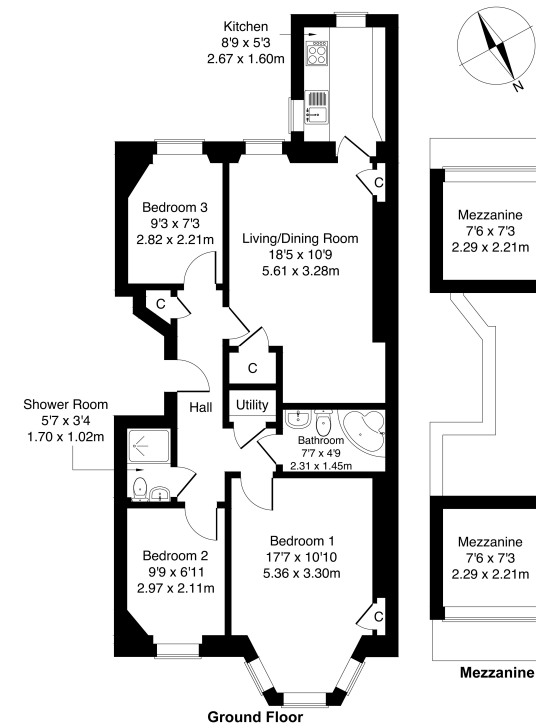 Kitchen
8'9 x 5'3
2.67 x 1.60m
N
C
Bedroom 3
9'3 x 7'3
2.82 x 2.21m
Living/Dining Room
18'5 x 10'9
5.61 x 3.28m
Mezzanine
7'6 x 7'3
2.29 x 2.21m
C
C
Shower Room
5'7 x 3'4
1.70 x 1.02m
Hall
Utility
Bathroom
7'7 x 4'9
2.31 x 1.45m
Bedroom 2
9'9 x 6'11
2.97 x 2.11m
Bedroom 1
17'7 x 10'10
5.36 x 3.30m
Mezzanine
7'6 x 7'3
2.29 x 2.21m
C
Mezzanine
Ground Floor